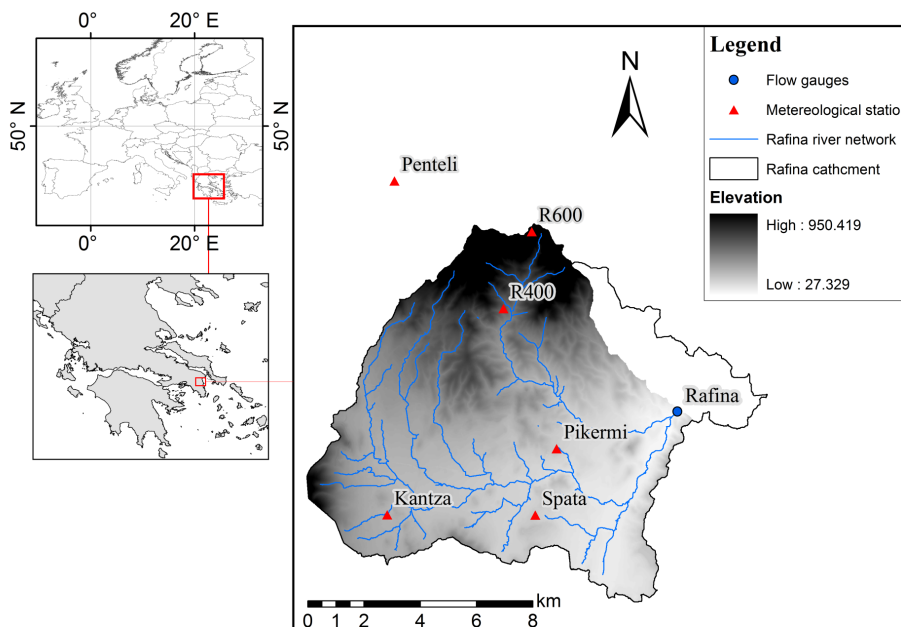 0° 20° E
50° N
50° N
0° 20° E
N
Penteli
R600
R400
Rafina
Pikermi
Kantza
Spata
0 1 2 4 6 8
km
Legend
Flow gauges
Metereological statio
Rafina river network
Rafina cathcment
Elevation
High : 950.419
Low : 27.329